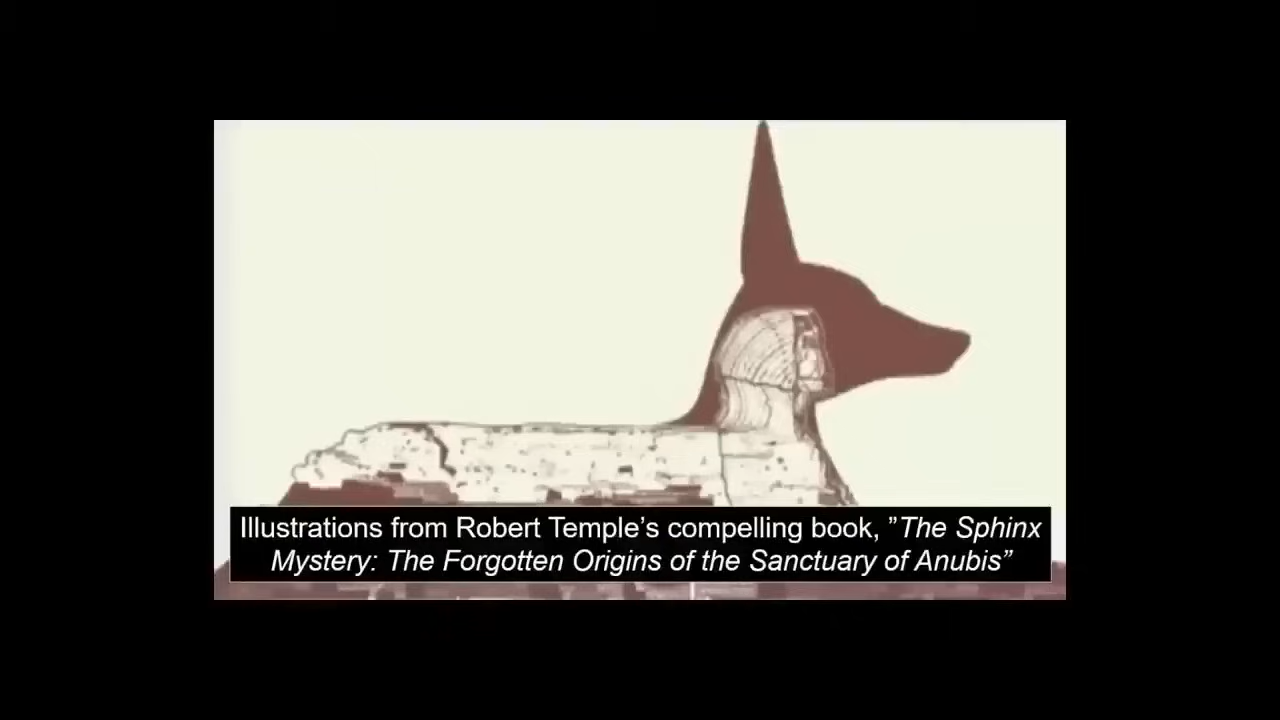 Illustrations from Robert Temple’s compelling book, ”The Sphinx
Mystery: The Forgotten Origins of the Sanctuary of Anubis”